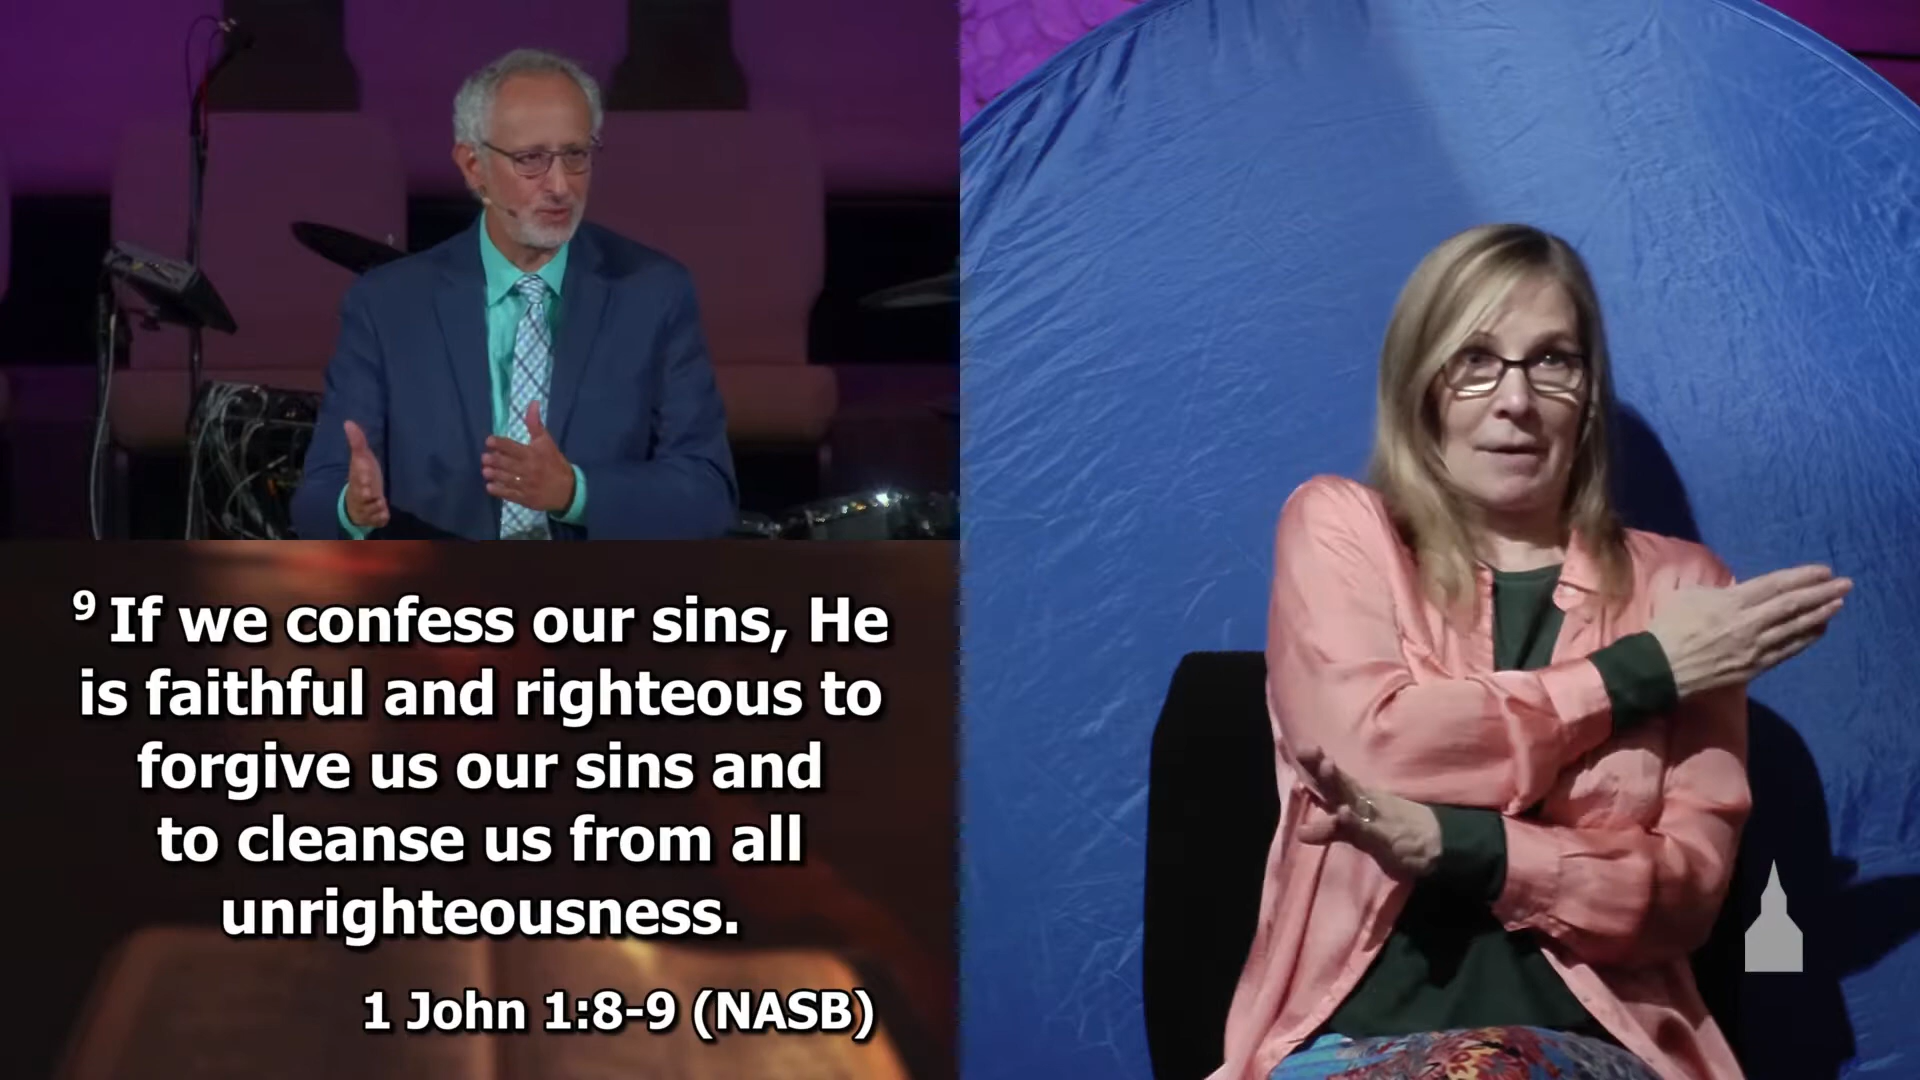 ⁹ If we confess our sins, He
is faithful and righteous to
forgive us our sins and
to cleanse us from all
unrighteousness.
1 John 1:8-9 (NASB)